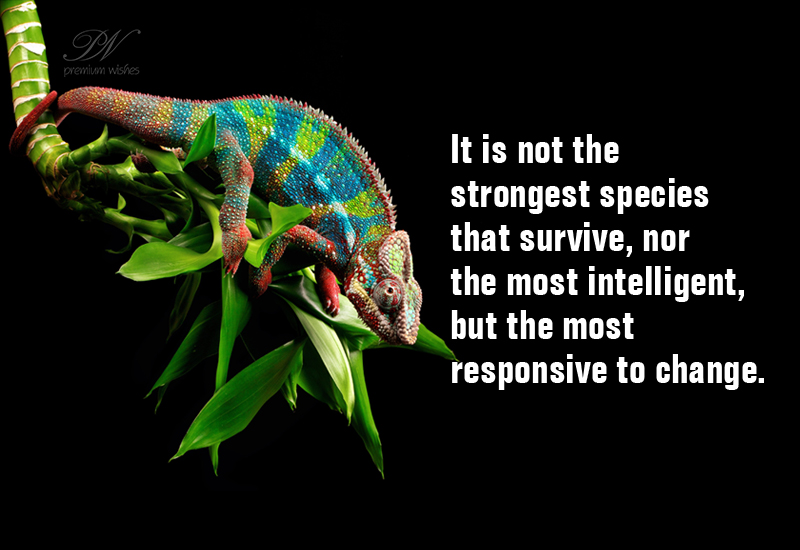 PW
premium wishes
It is not the
strongest species
that survive, nor
the most intelligent,
but the most
responsive to change.